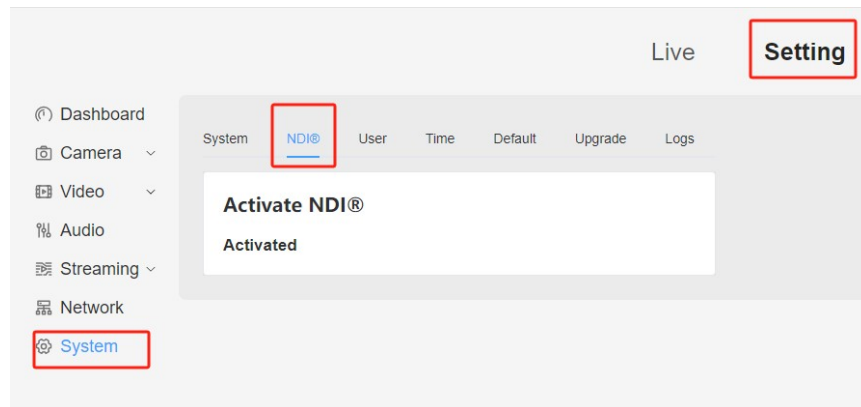 Live Setting
Dashboard
Camera
Video
Audio
Streaming
Network
System
System NDI® User Time Default Upgrade Logs
Activate NDI®
Activated